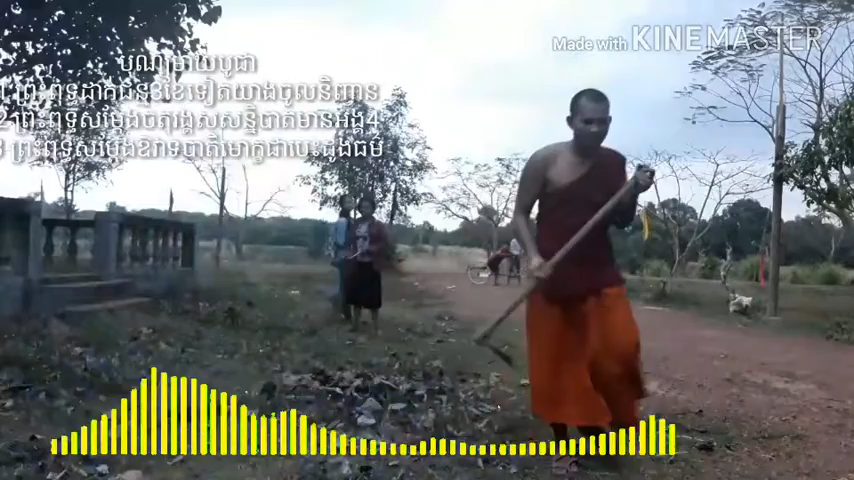 បុណ្យមាឃបូជា
1.ព្រះពុទ្ធដាក់ជន្មនៅ3ខែទៀតយាងចូលនិញន
2.ព្រះពុទ្ធសម្តែងចតុរង្គសន្និបាតមានអង្គ4
3.ព្រះពុទ្ធសម្តែងឱវាទបាដិមោក្ខជាបេះដូងនៃធម៌
Made with KINEMASTER